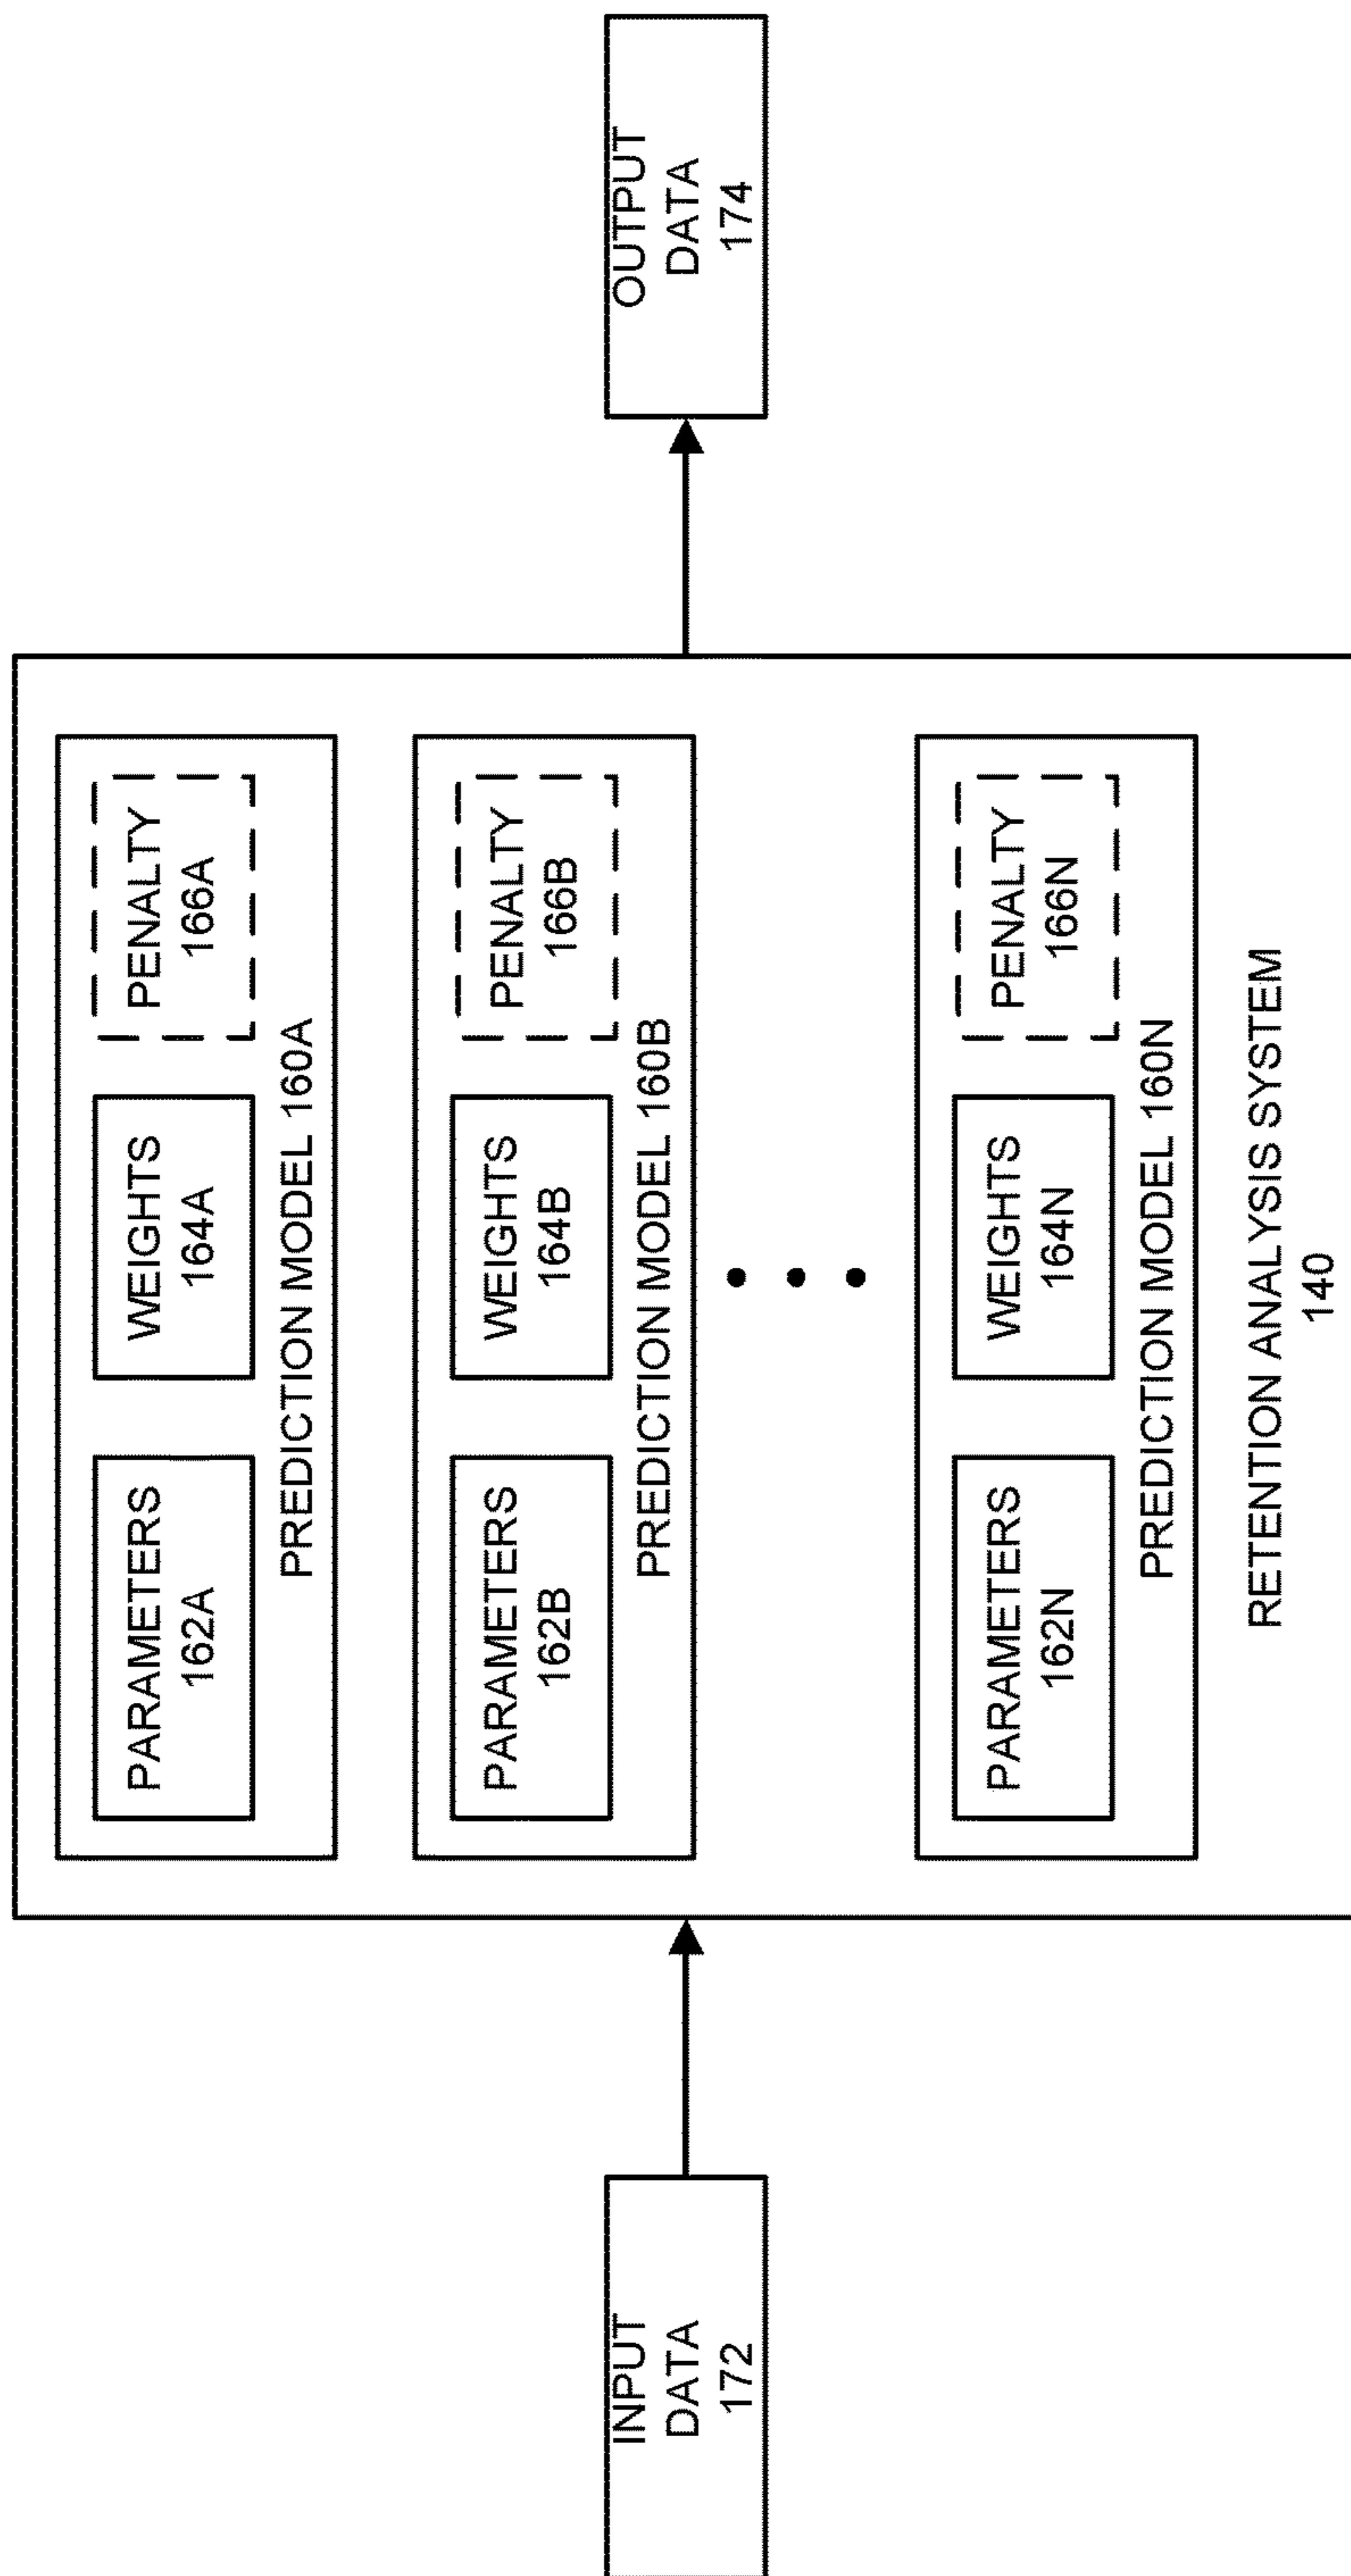 INPUT
DATA
172
PARAMETERS
162A
WEIGHTS
164A
PENALTY
166A
PREDICTION MODEL 160A
PARAMETERS
162B
WEIGHTS
164B
PENALTY
166B
PREDICTION MODEL 160B
PARAMETERS
162N
WEIGHTS
164N
PENALTY
166N
PREDICTION MODEL 160N
RETENTION ANALYSIS SYSTEM
140
OUTPUT
DATA
174